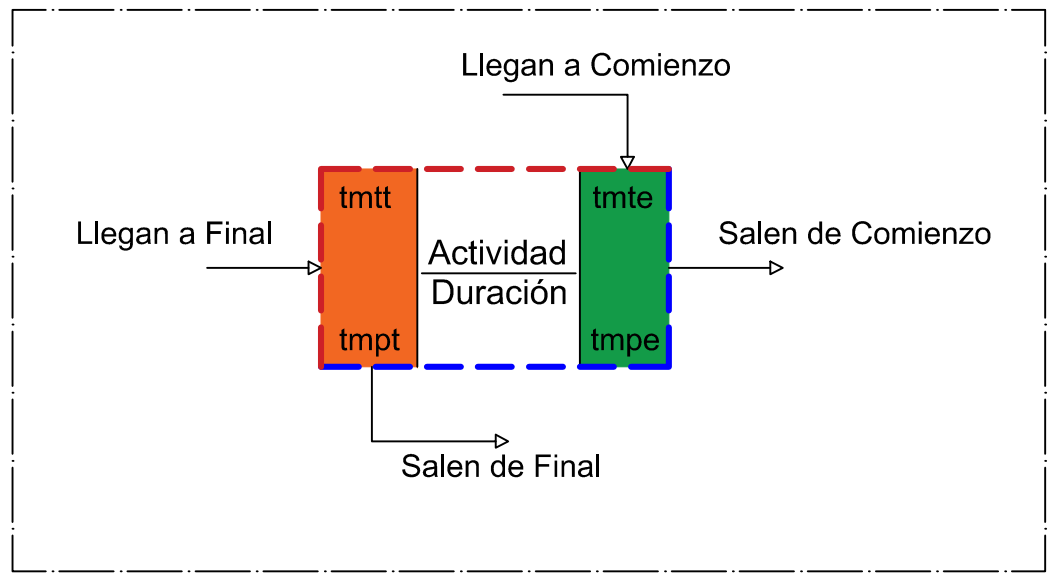 Llegan a Comienzo
tmtt
tmte
Llegan a Final
Salen de Comienzo
Actividad
Duración
tmpt
tmpe
Salen de Final